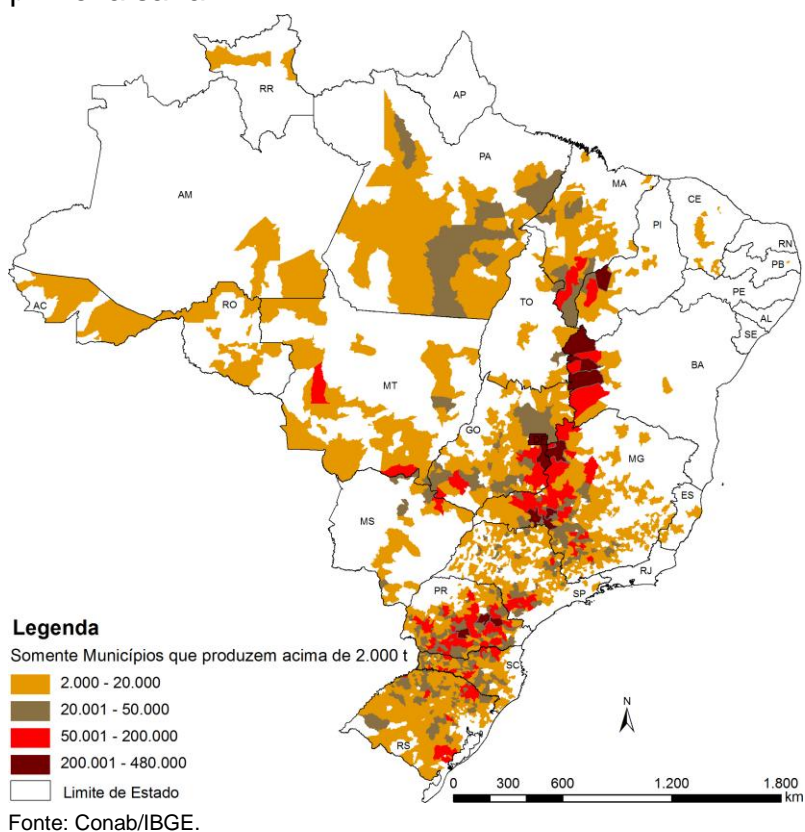 RR
AP
AM
PA
MA
CE
RN
PB
PI
PE
AL
SE
AC
RO
TO
BA
MT
GO
MG
ES
MS
RJ
SP
PR
SC
RS
Legenda
Somente Municípios que produzem acima de 2.000 t
2.000 - 20.000
20.001 - 50.000
50.001 - 200.000
200.001 - 480.000
Limite de Estado
N
0 300 600 1.200 1.800
km
Fonte: Conab/IBGE.